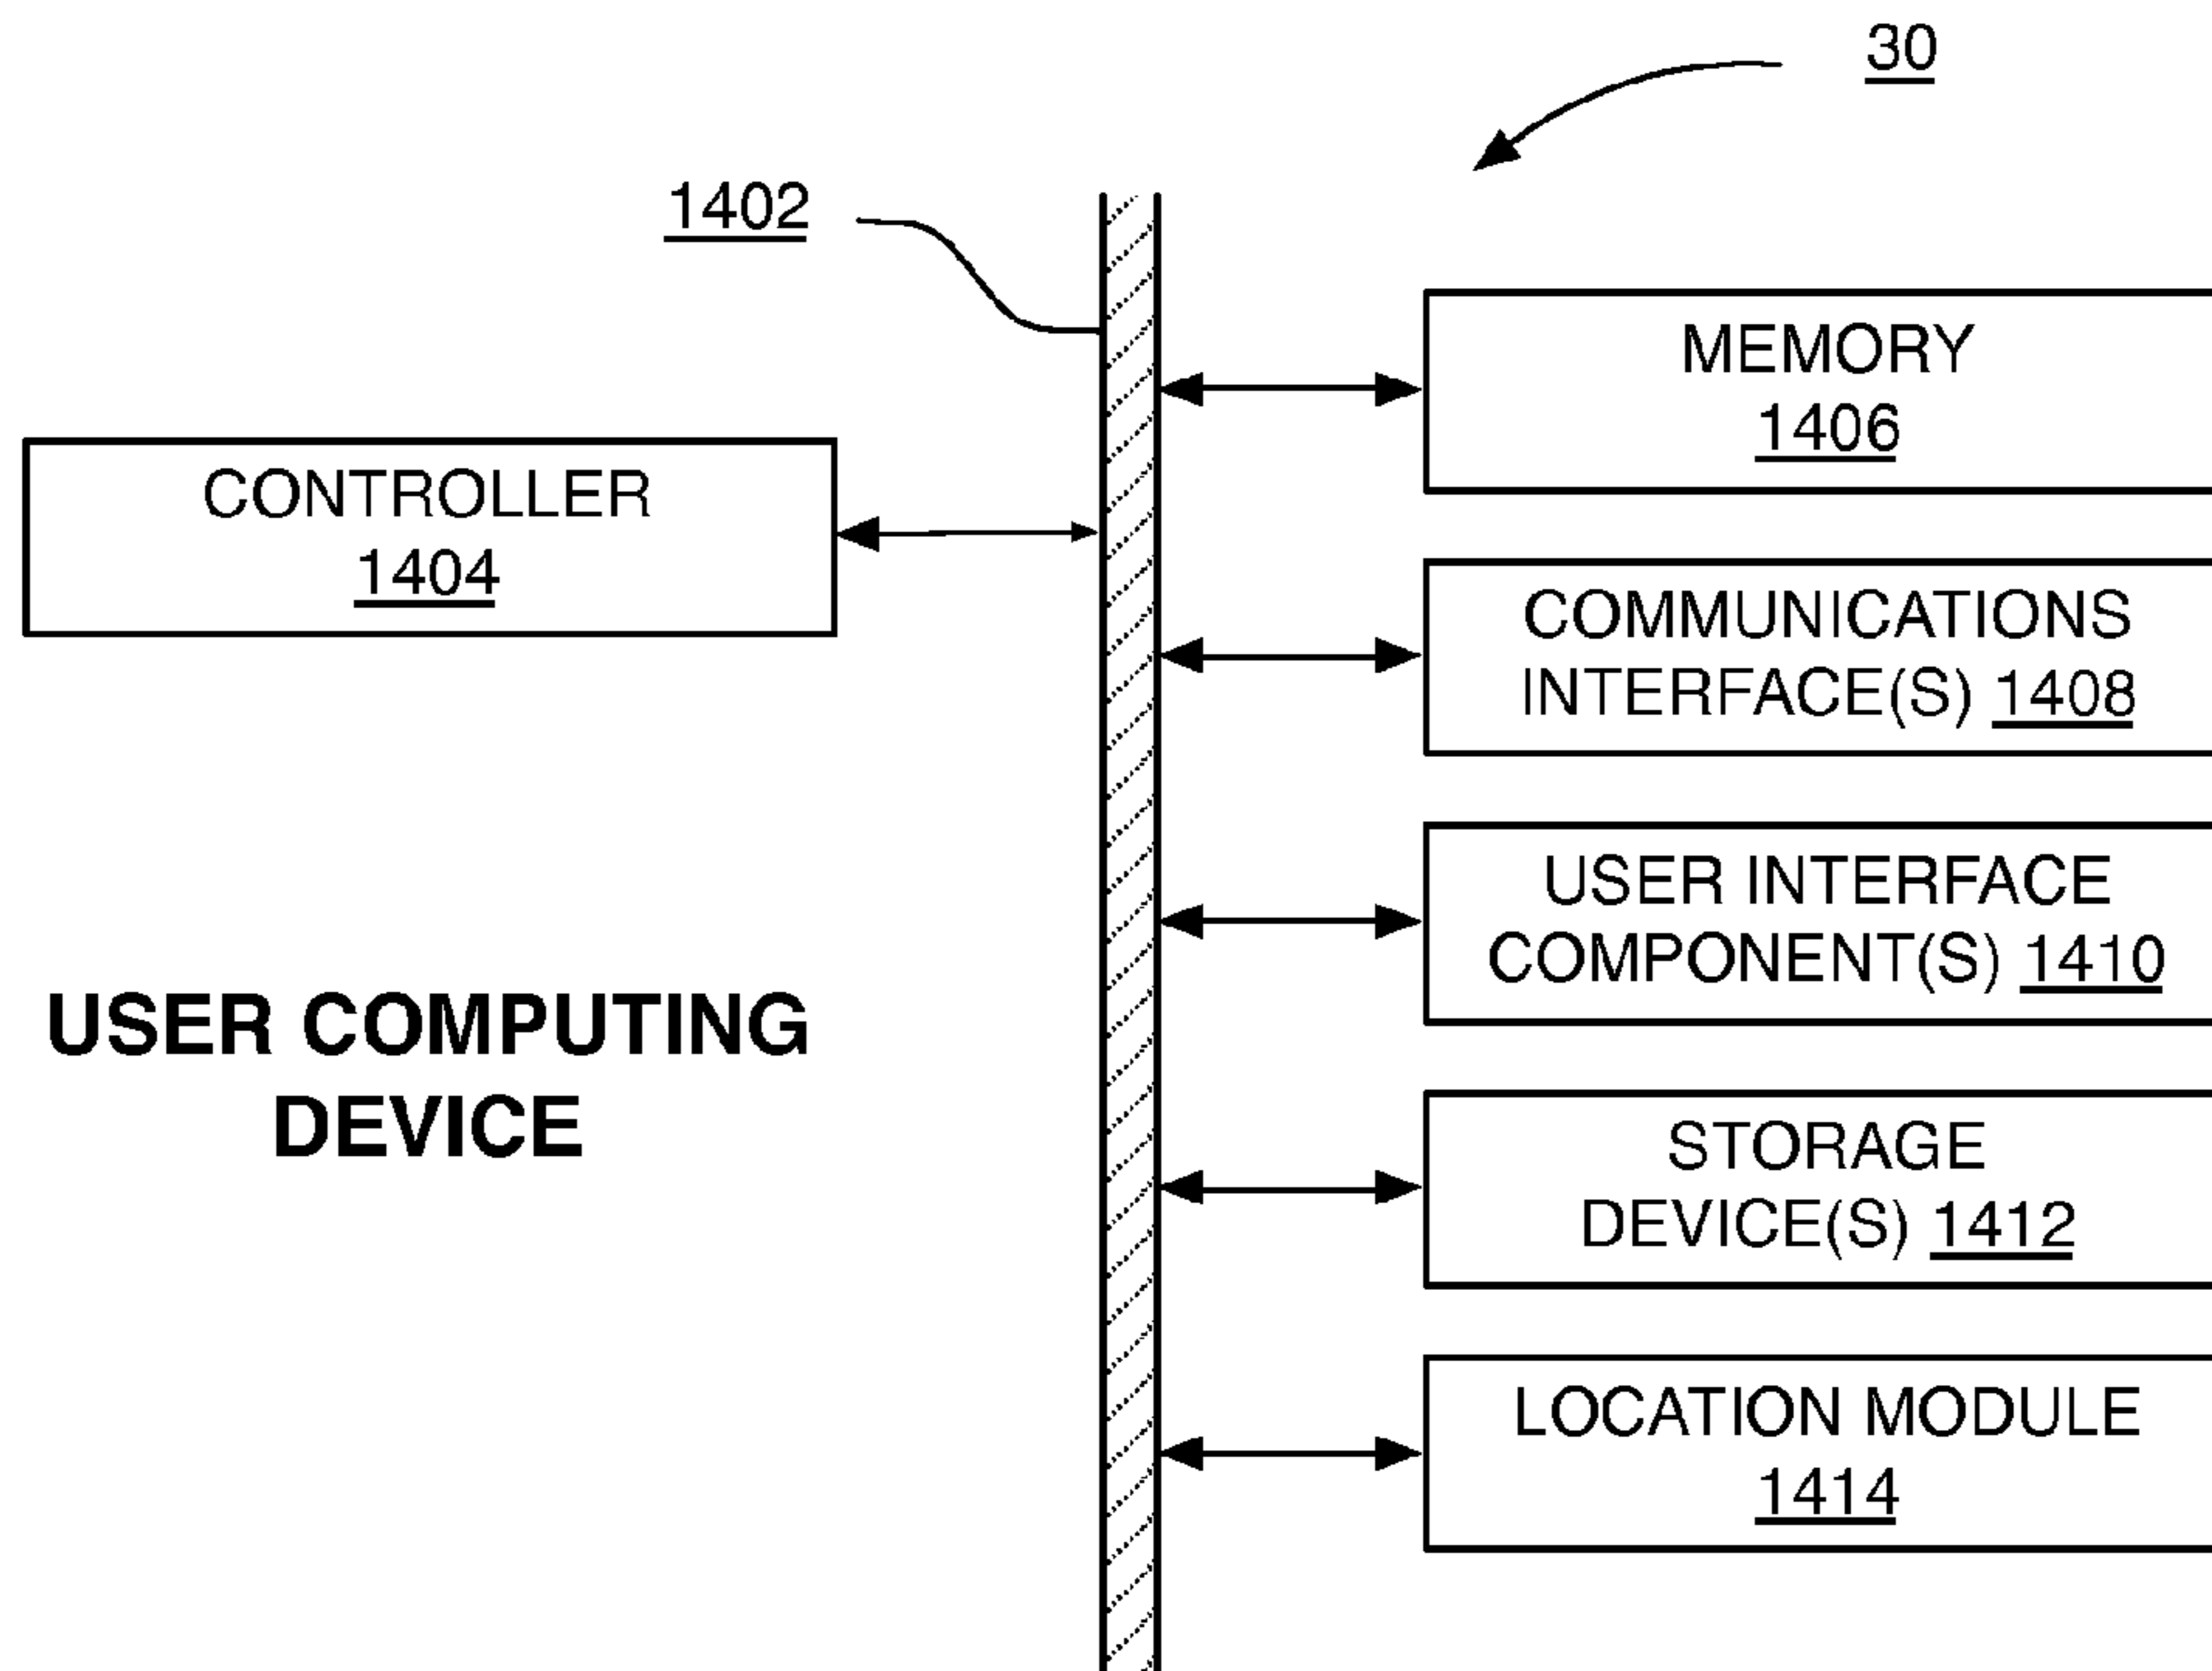 30
1402
MEMORY
1406
CONTROLLER
1404
COMMUNICATIONS
INTERFACE(S) 1408
USER INTERFACE
COMPONENT(S) 1410
USER COMPUTING
DEVICE
STORAGE
DEVICE(S) 1412
LOCATION MODULE
1414